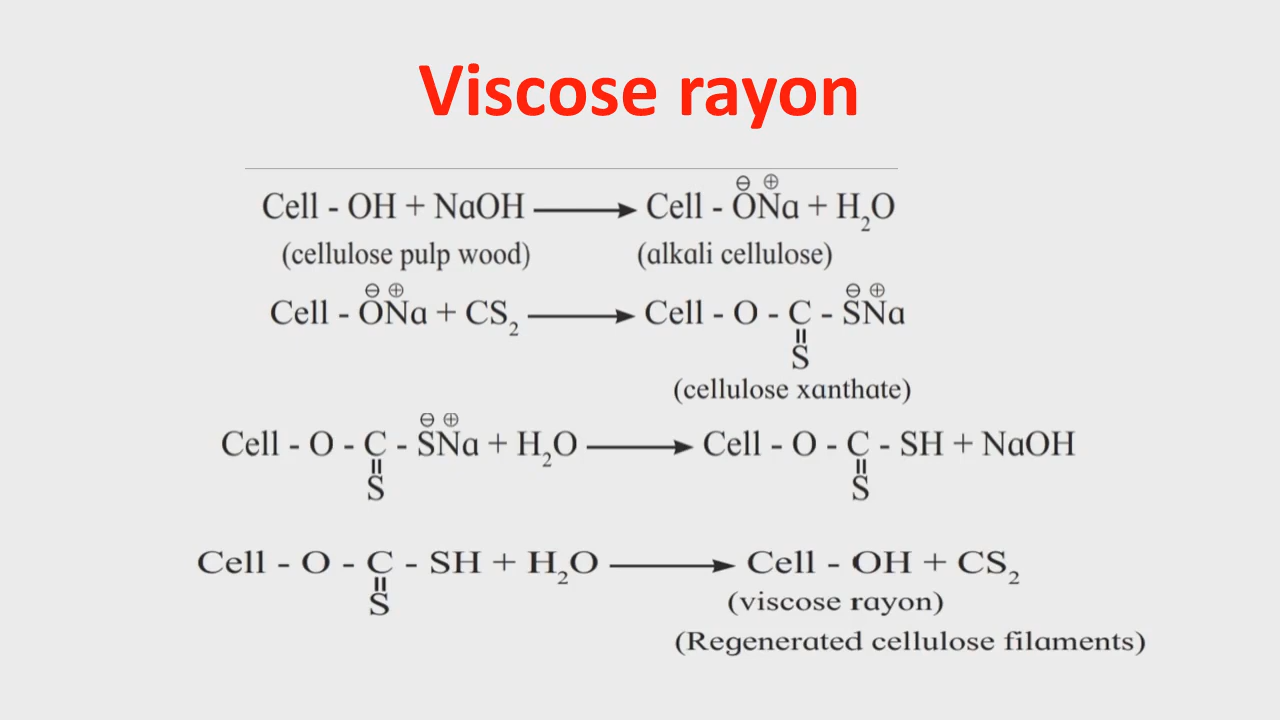 Viscose rayon
Cell - OH + NaOH ⟶ Cell - O⊖Na⊕ + H₂O
(cellulose pulp wood) (alkali cellulose)
Cell - O⊖Na⊕ + CS₂ ⟶ Cell - O - C - S⊖Na⊕
=
S
(cellulose xanthate)
Cell - O - C - S⊖Na⊕ + H₂O ⟶ Cell - O - C - SH + NaOH
= =
S S
Cell - O - C - SH + H₂O ⟶ Cell - OH + CS₂
=
S
(viscose rayon)
(Regenerated cellulose filaments)